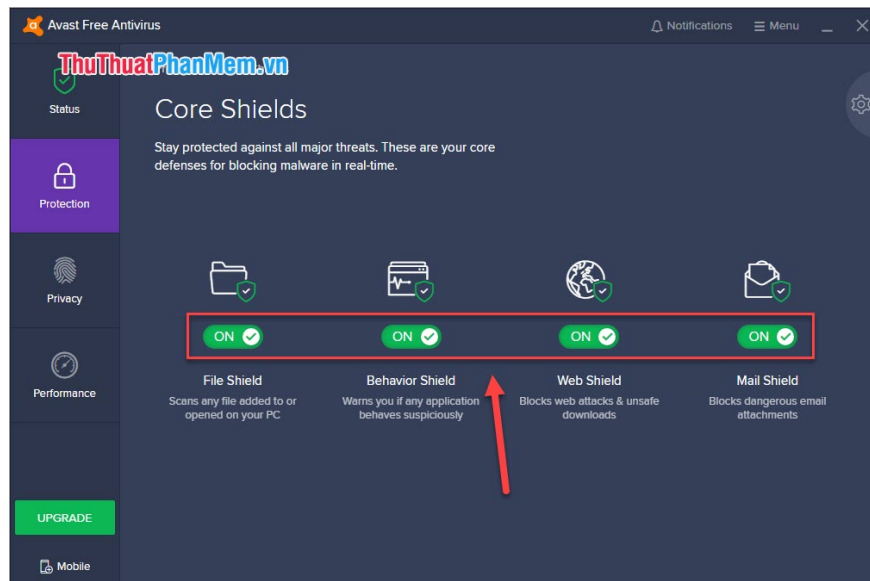 Avast Free Antivirus
Notifications
Menu
ThuThuatPhanMem.vn
Status
Core Shields
Stay protected against all major threats. These are your core
defenses for blocking malware in real-time.
Protection
Privacy
Performance
ON
ON
ON
ON
File Shield
Scans any file added to or
opened on your PC
Behavior Shield
Warns you if any application
behaves suspiciously
Web Shield
Blocks web attacks & unsafe
downloads
Mail Shield
Blocks dangerous email
attachments
UPGRADE
Mobile